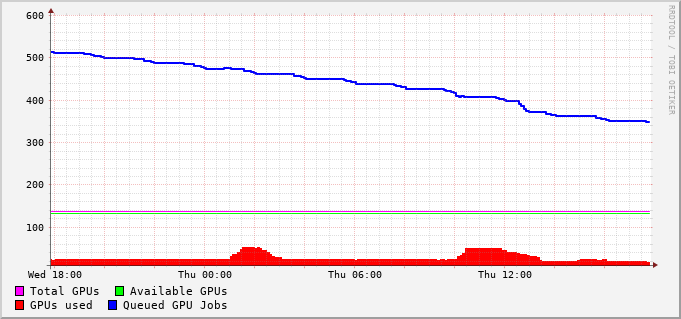 600
500
400
300
200
100
Wed 18:00 Thu 00:00 Thu 06:00 Thu 12:00
Total GPUs Available GPUs
GPUs used Queued GPU Jobs
RRDTOOL / TOBI OETIKER